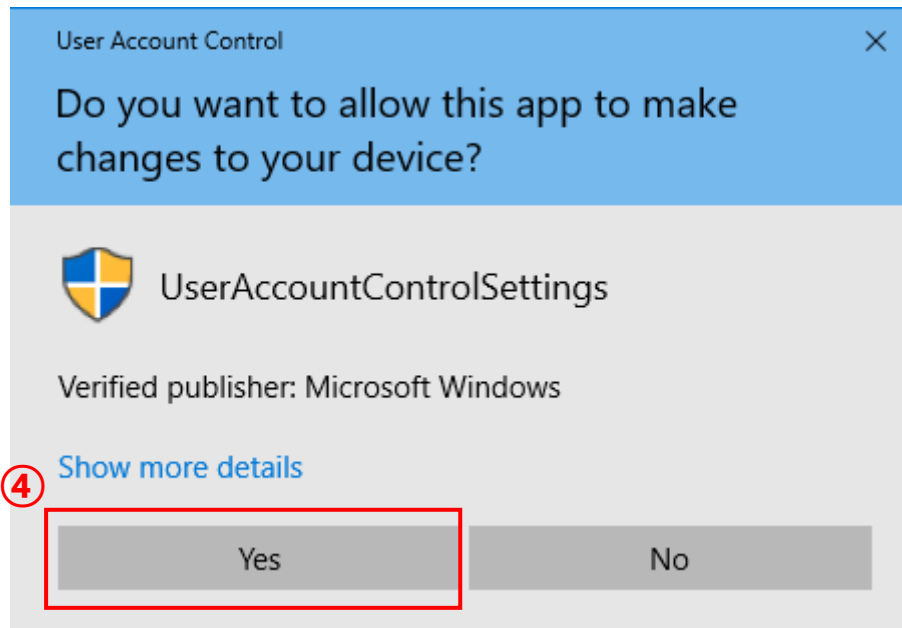 User Account Control
Do you want to allow this app to make
changes to your device?
UserAccountControlSettings
Verified publisher: Microsoft Windows
Show more details
④
Yes No